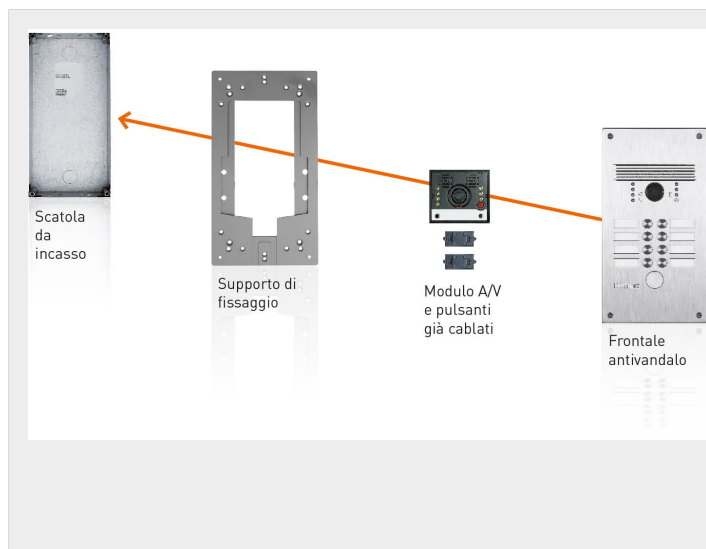 Scatola
da
incasso
Supporto di
fissaggio
Modulo A/V
e pulsanti
già cablati
Frontale
antivandalo